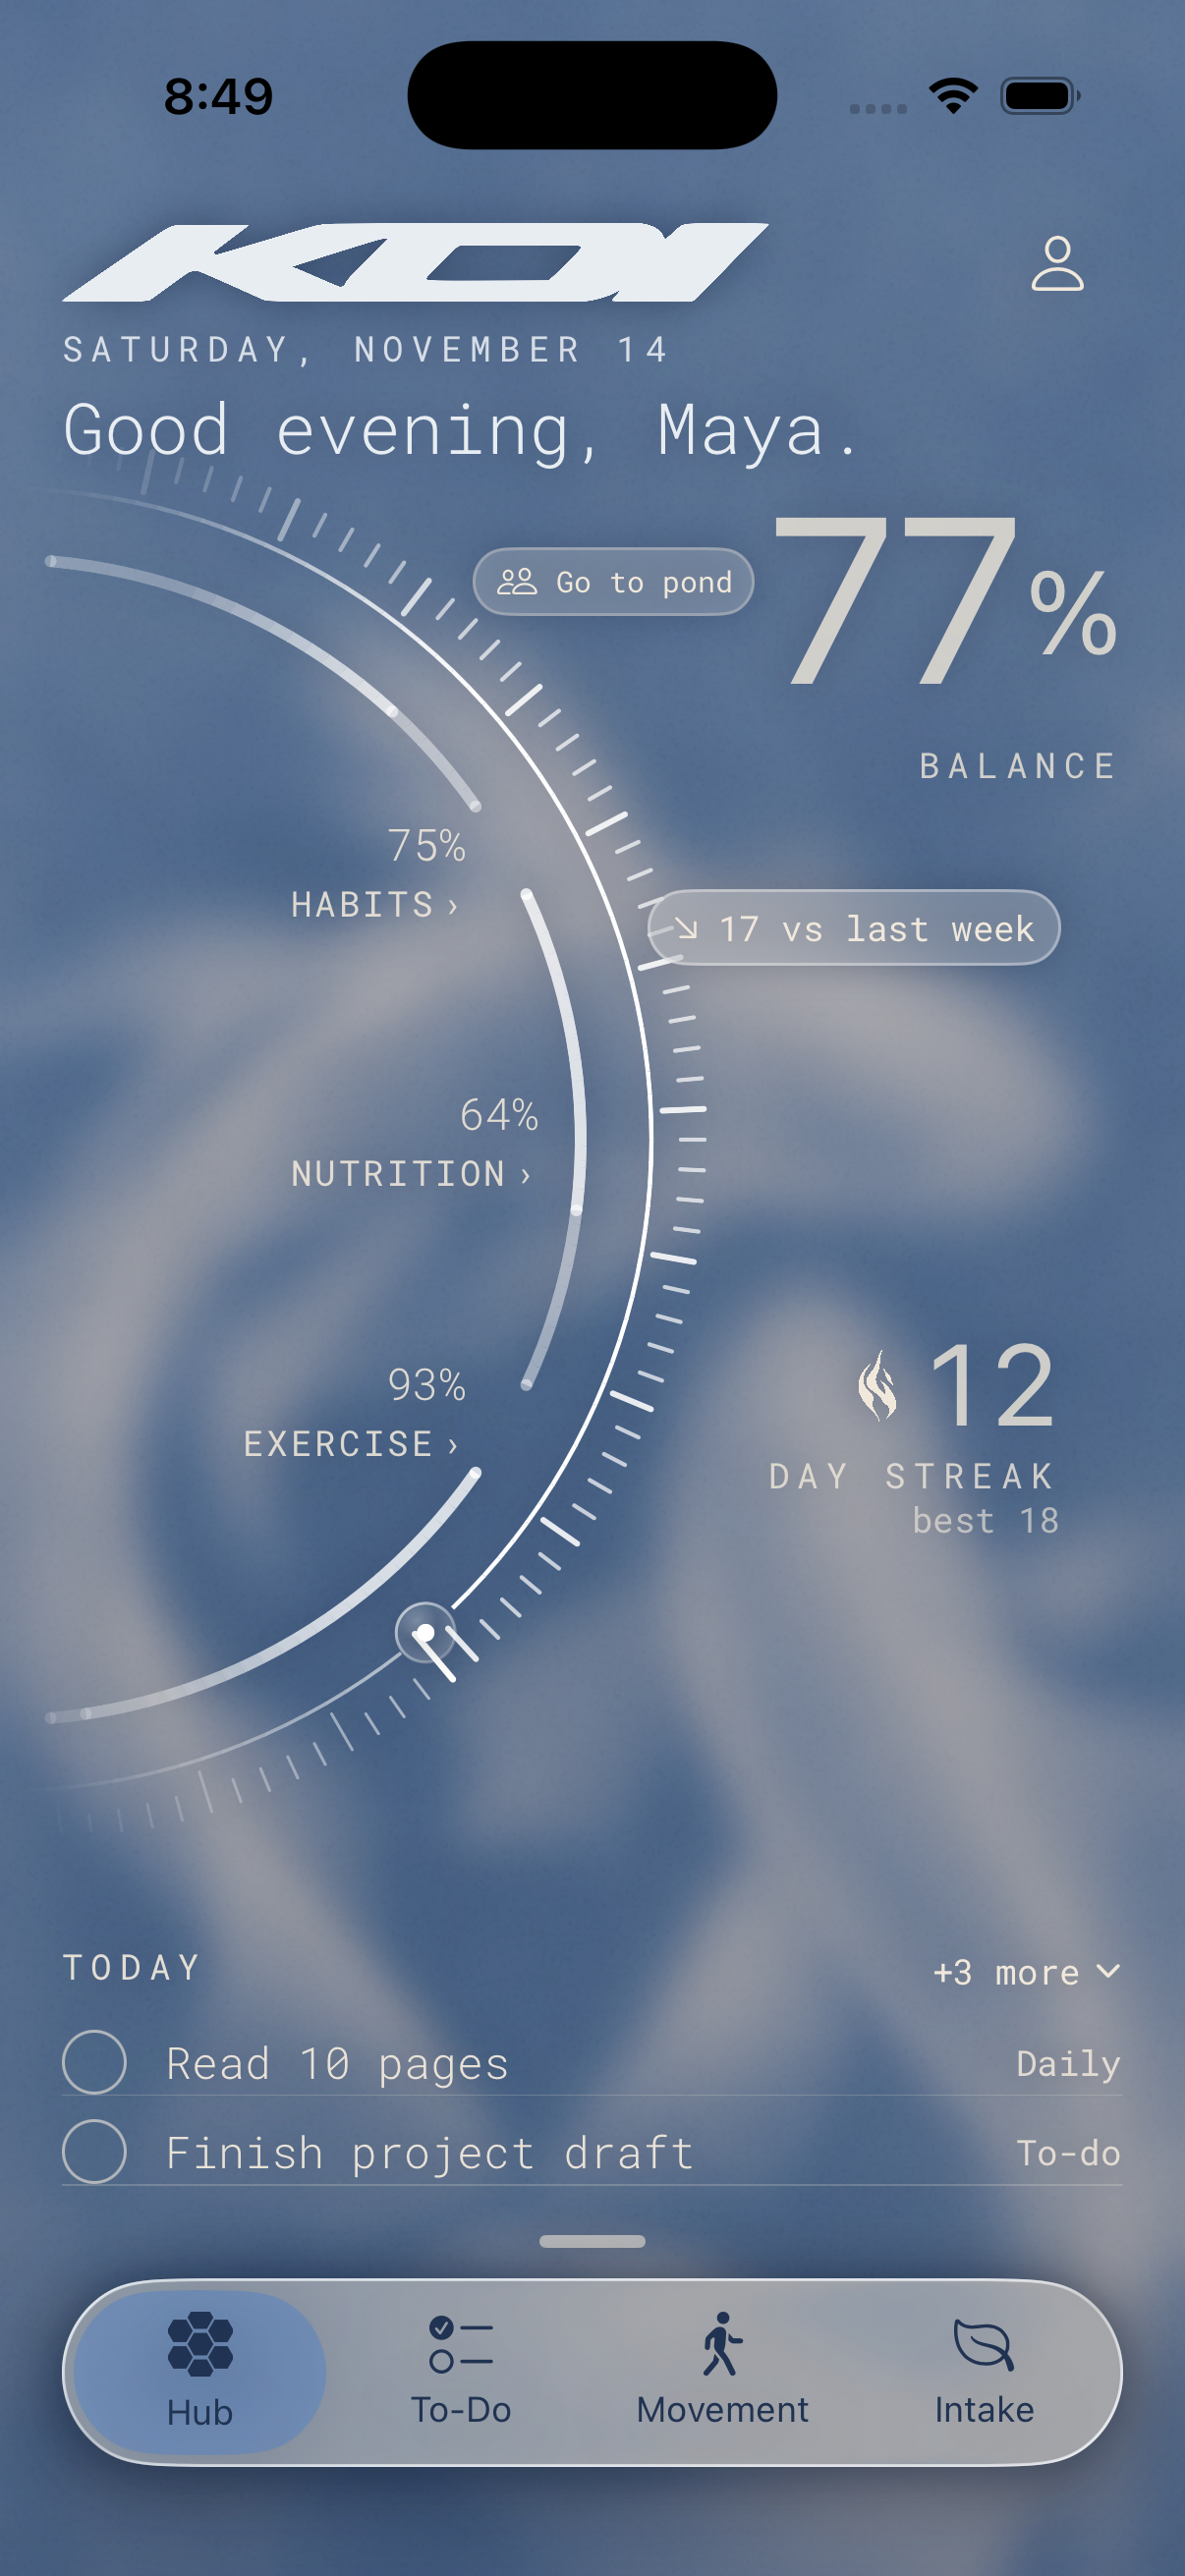 8:49
KOI
SATURDAY, NOVEMBER 14
Good evening, Maya.
Go to pond
77%
BALANCE
75%
HABITS ›
↘ 17 vs last week
64%
NUTRITION ›
93%
EXERCISE ›
12
DAY STREAK
best 18
TODAY
+3 more
Read 10 pages
Daily
Finish project draft
To-do
Hub
To-Do
Movement
Intake